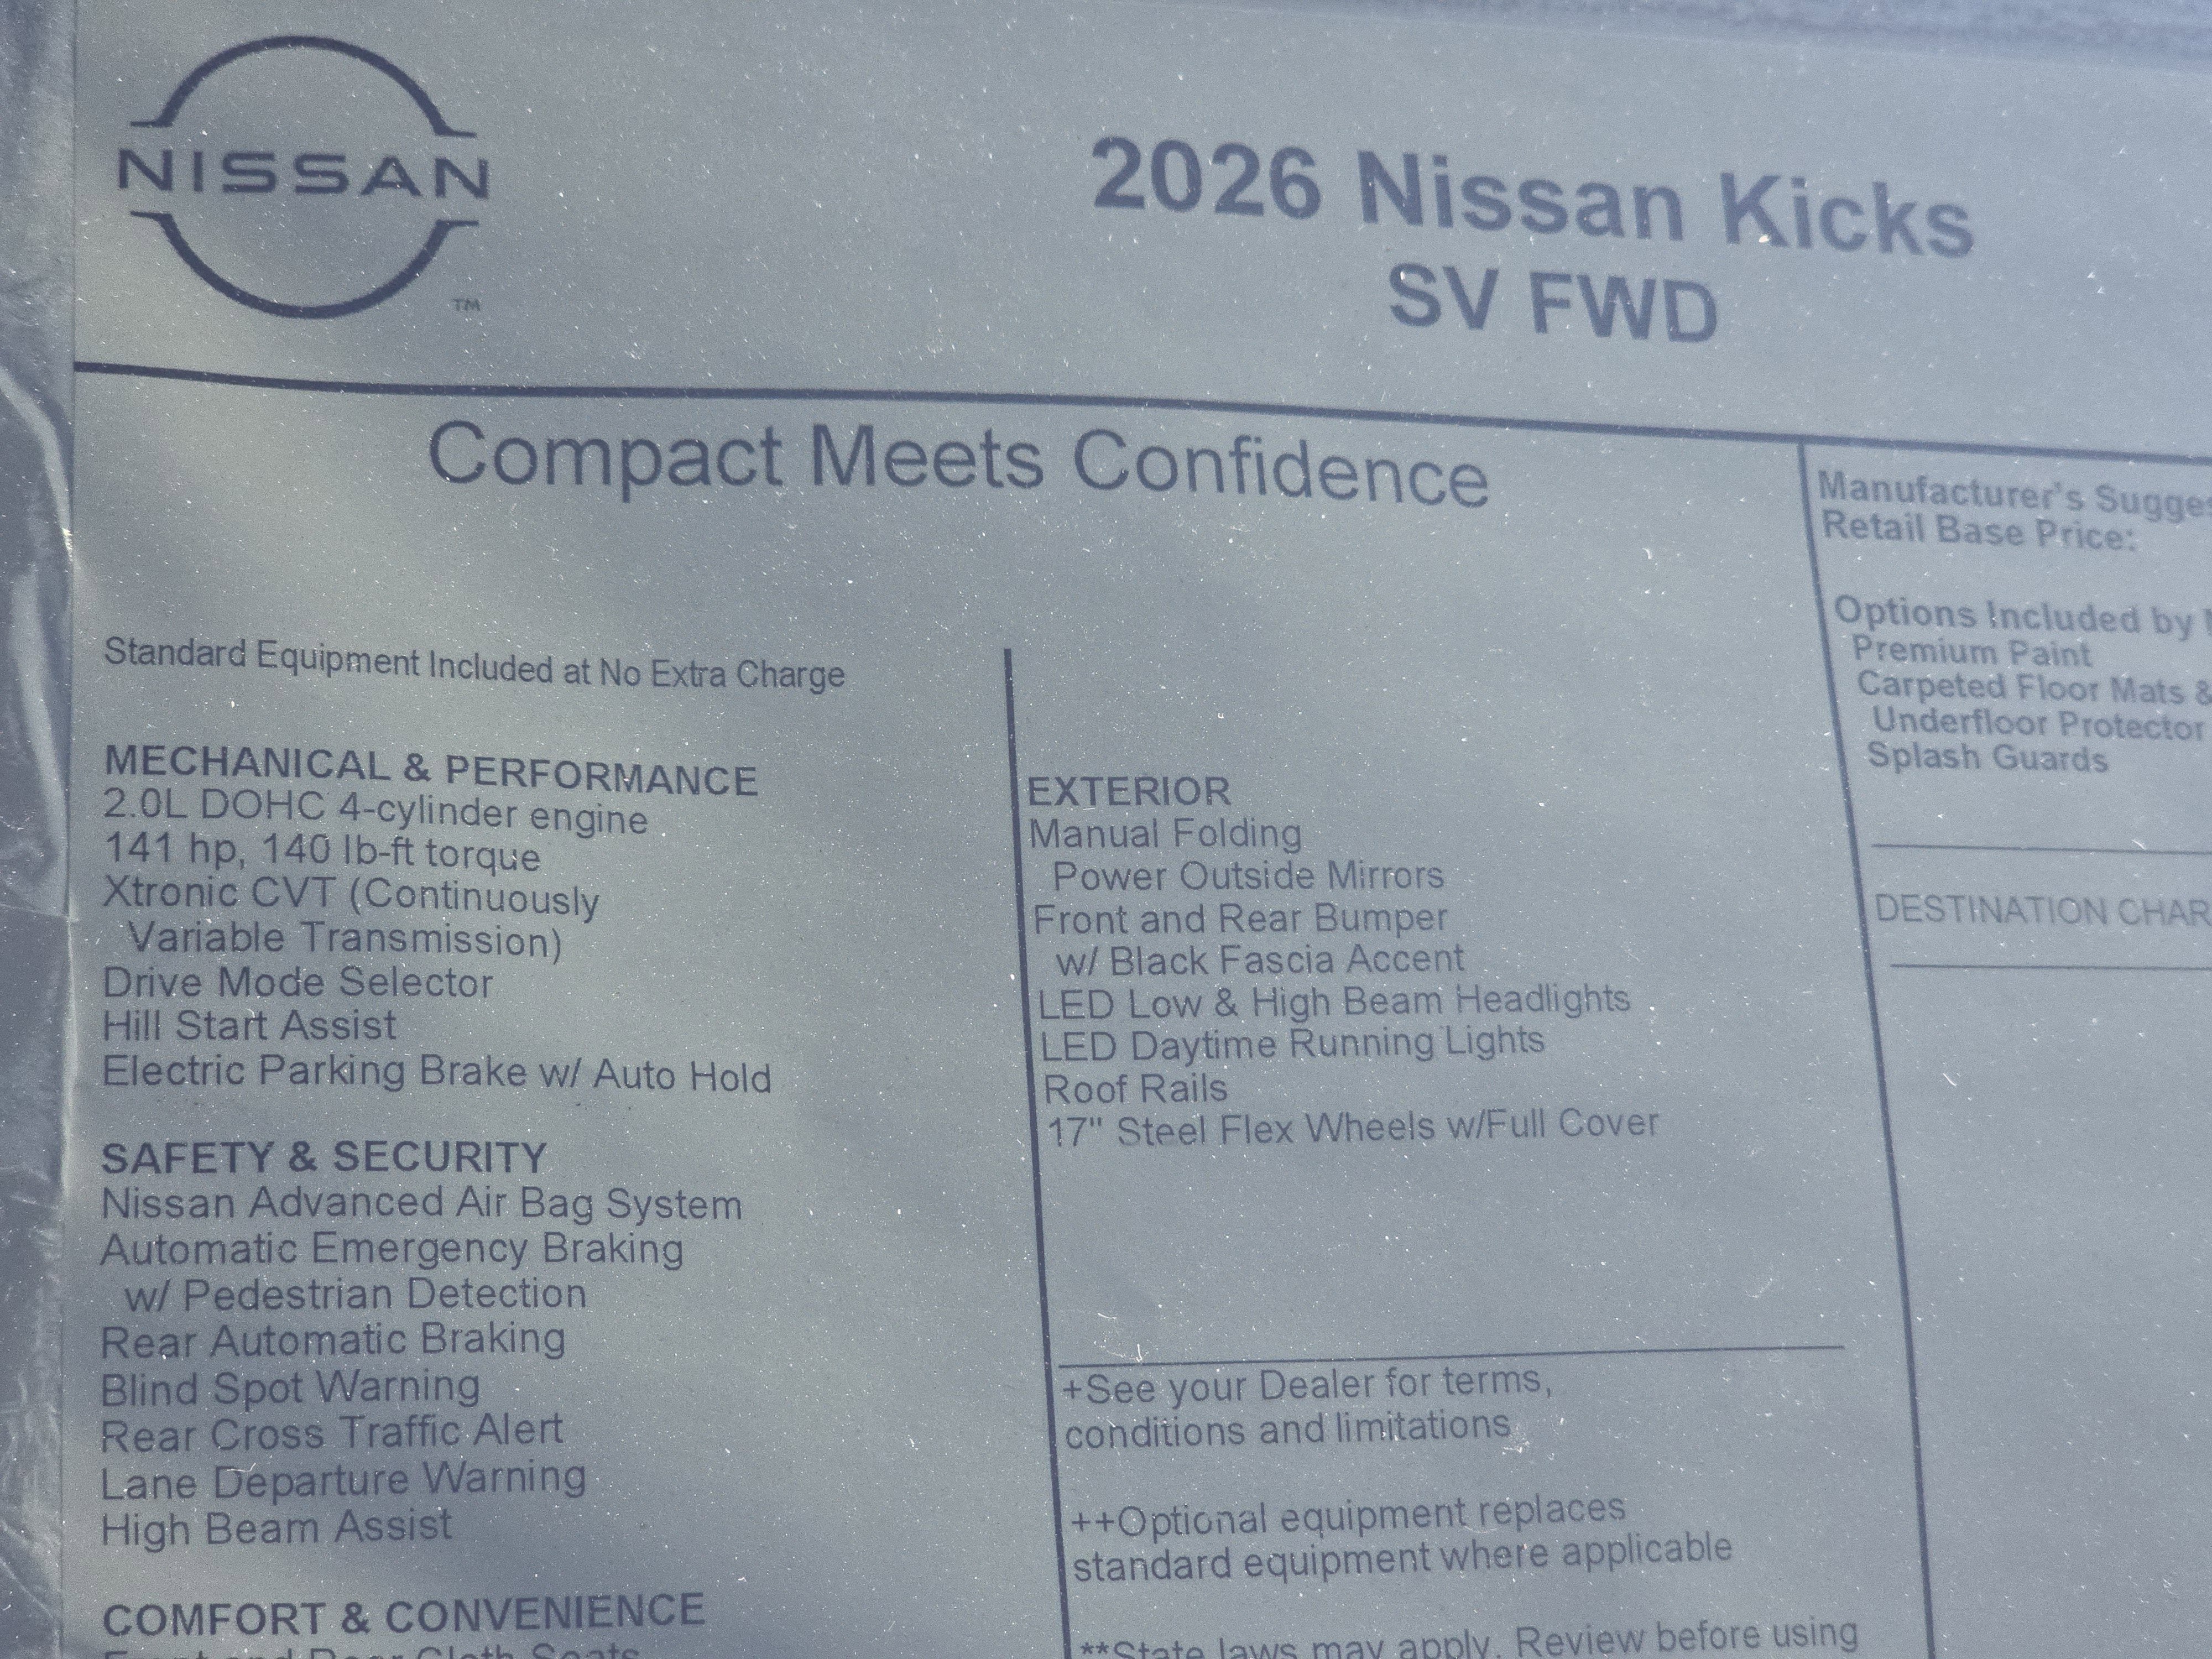 NISSAN
TM
2026 Nissan Kicks
SV FWD
Compact Meets Confidence
Standard Equipment Included at No Extra Charge
MECHANICAL & PERFORMANCE
2.0L DOHC 4-cylinder engine
141 hp, 140 lb-ft torque
Xtronic CVT (Continuously
Variable Transmission)
Drive Mode Selector
Hill Start Assist
Electric Parking Brake w/ Auto Hold
SAFETY & SECURITY
Nissan Advanced Air Bag System
Automatic Emergency Braking
w/ Pedestrian Detection
Rear Automatic Braking
Blind Spot Warning
Rear Cross Traffic Alert
Lane Departure Warning
High Beam Assist
COMFORT & CONVENIENCE
Front and Rear Cloth Seats
EXTERIOR
Manual Folding
Power Outside Mirrors
Front and Rear Bumper
w/ Black Fascia Accent
LED Low & High Beam Headlights
LED Daytime Running Lights
Roof Rails
17" Steel Flex Wheels w/Full Cover
+See your Dealer for terms,
conditions and limitations
++Optional equipment replaces
standard equipment where applicable
**State laws may apply. Review before using
Manufacturer's Sugges
Retail Base Price:
Options Included by
Premium Paint
Carpeted Floor Mats &
Underfloor Protector
Splash Guards
DESTINATION CHAR